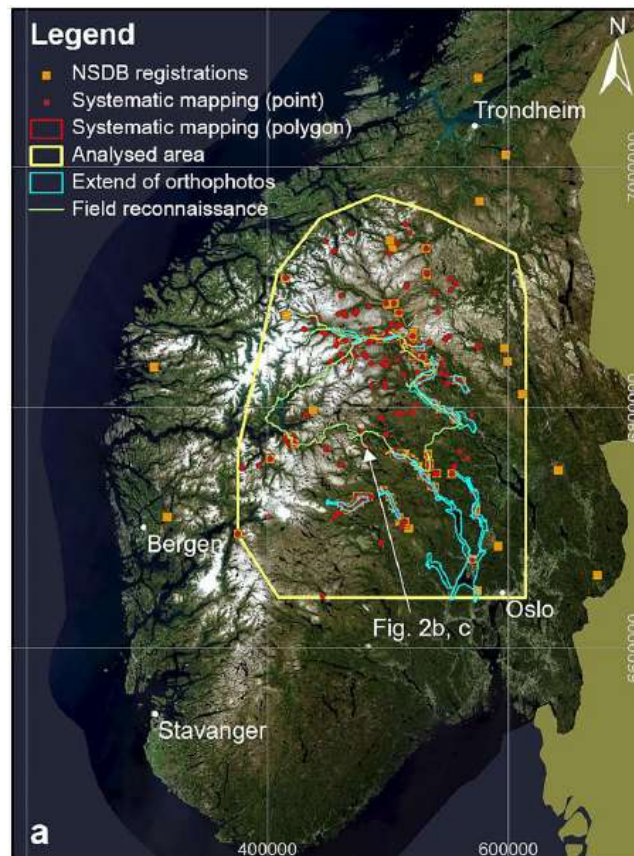 Legend
N
NSDB registrations
Systematic mapping (point)
Systematic mapping (polygon)
Analysed area
Extend of orthophotos
Field reconnaissance
Trondheim
7000000
Bergen
Oslo
Fig. 2b, c
6600000
Stavanger
a
400000
600000